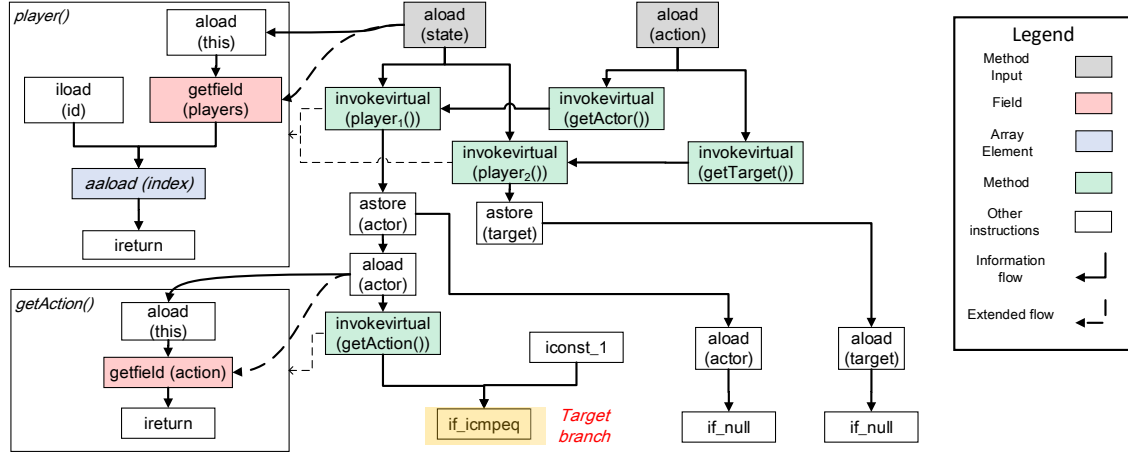 player()
aload
(this)
iload
(id)
getfield
(players)
aaload (index)
ireturn
aload
(state)
aload
(action)
invokevirtual
(player₁())
invokevirtual
(getActor())
invokevirtual
(player₂())
invokevirtual
(getTarget())
astore
(actor)
astore
(target)
aload
(actor)
getAction()
aload
(this)
getfield (action)
ireturn
invokevirtual
(getAction())
iconst_1
aload
(actor)
aload
(target)
if_icmpeq
Target
branch
if_null
if_null
Legend
Method
Input
Field
Array
Element
Method
Other
instructions
Information
flow
Extended flow